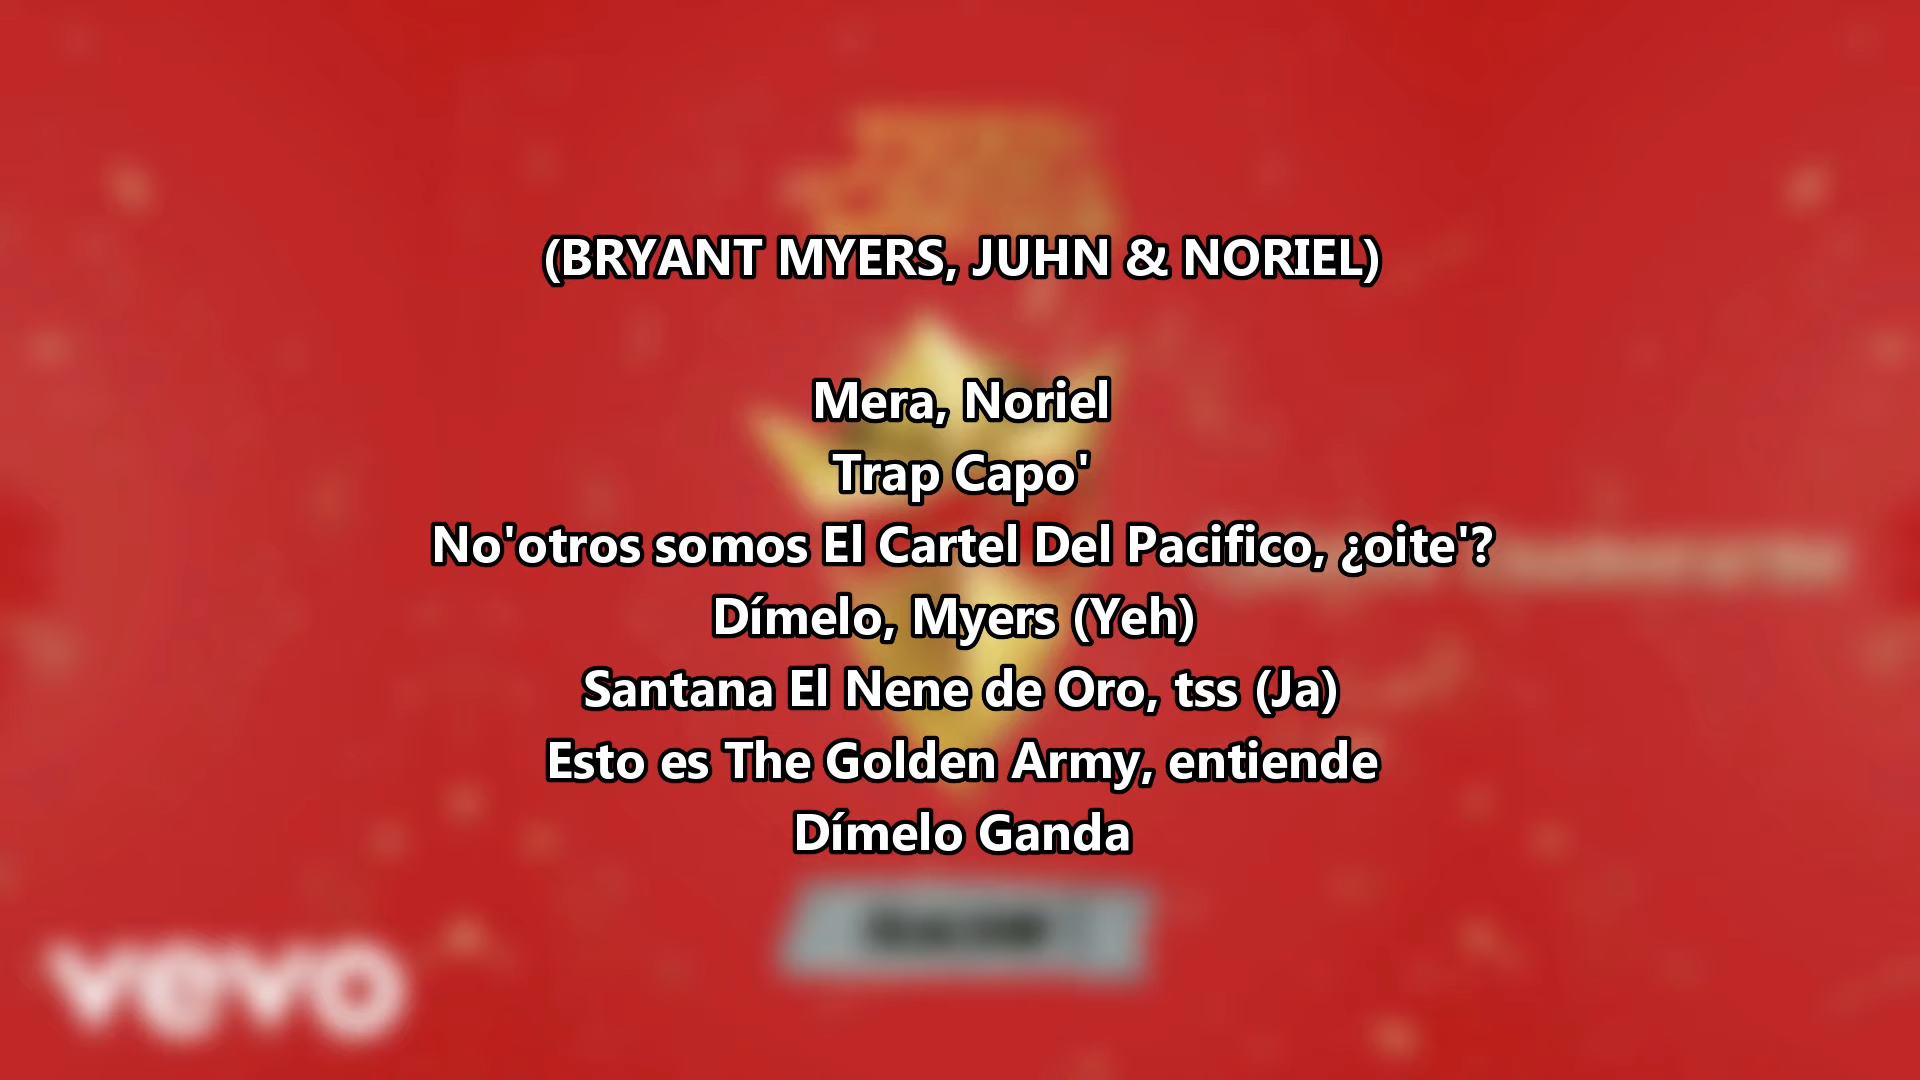 (BRYANT MYERS, JUHN & NORIEL)
Mera, Noriel
Trap Capo'
No'otros somos El Cartel Del Pacifico, ¿oite'?
Dímelo, Myers (Yeh)
Santana El Nene de Oro, tss (Ja)
Esto es The Golden Army, entiende
Dímelo Ganda
vevo